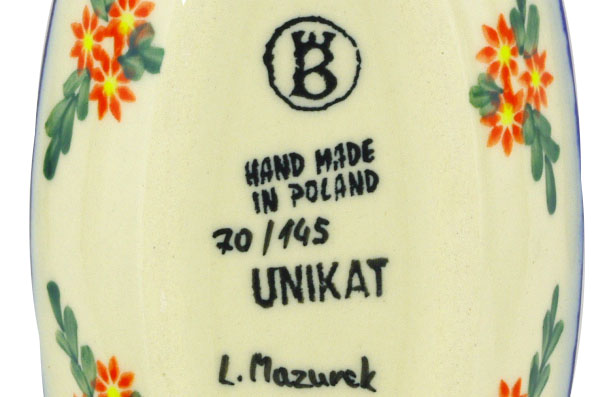 B
HAND MADE
IN POLAND
70/145
UNIKAT
L. Mazurek